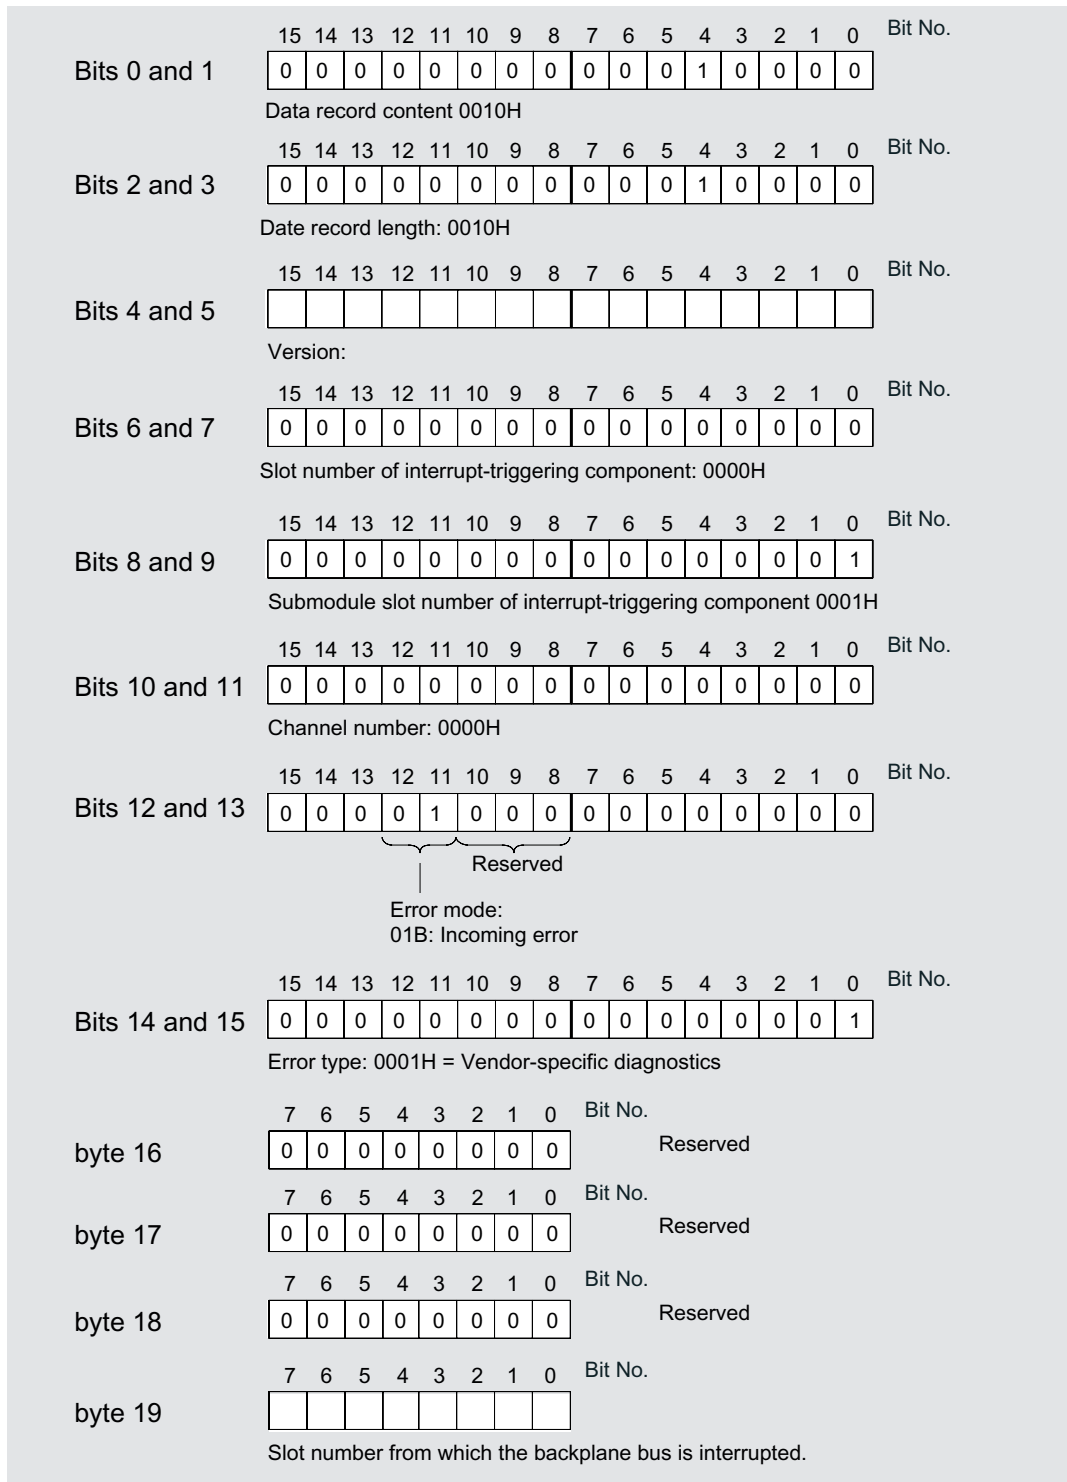 15 14 13 12 11 10 9 8 7 6 5 4 3 2 1 0 Bit No.
Bits 0 and 1 0 0 0 0 0 0 0 0 0 0 0 1 0 0 0 0
Data record content 0010H
15 14 13 12 11 10 9 8 7 6 5 4 3 2 1 0 Bit No.
Bits 2 and 3 0 0 0 0 0 0 0 0 0 0 0 1 0 0 0 0
Date record length: 0010H
15 14 13 12 11 10 9 8 7 6 5 4 3 2 1 0 Bit No.
Bits 4 and 5
Version:
15 14 13 12 11 10 9 8 7 6 5 4 3 2 1 0 Bit No.
Bits 6 and 7 0 0 0 0 0 0 0 0 0 0 0 0 0 0 0 0
Slot number of interrupt-triggering component: 0000H
15 14 13 12 11 10 9 8 7 6 5 4 3 2 1 0 Bit No.
Bits 8 and 9 0 0 0 0 0 0 0 0 0 0 0 0 0 0 0 1
Submodule slot number of interrupt-triggering component 0001H
15 14 13 12 11 10 9 8 7 6 5 4 3 2 1 0 Bit No.
Bits 10 and 11 0 0 0 0 0 0 0 0 0 0 0 0 0 0 0 0
Channel number: 0000H
15 14 13 12 11 10 9 8 7 6 5 4 3 2 1 0 Bit No.
Bits 12 and 13 0 0 0 0 1 0 0 0 0 0 0 0 0 0 0 0
Reserved
Error mode:
01B: Incoming error
15 14 13 12 11 10 9 8 7 6 5 4 3 2 1 0 Bit No.
Bits 14 and 15 0 0 0 0 0 0 0 0 0 0 0 0 0 0 0 1
Error type: 0001H = Vendor-specific diagnostics
7 6 5 4 3 2 1 0 Bit No.
byte 16 0 0 0 0 0 0 0 0 Reserved
7 6 5 4 3 2 1 0 Bit No.
byte 17 0 0 0 0 0 0 0 0 Reserved
7 6 5 4 3 2 1 0 Bit No.
byte 18 0 0 0 0 0 0 0 0 Reserved
7 6 5 4 3 2 1 0 Bit No.
byte 19
Slot number from which the backplane bus is interrupted.